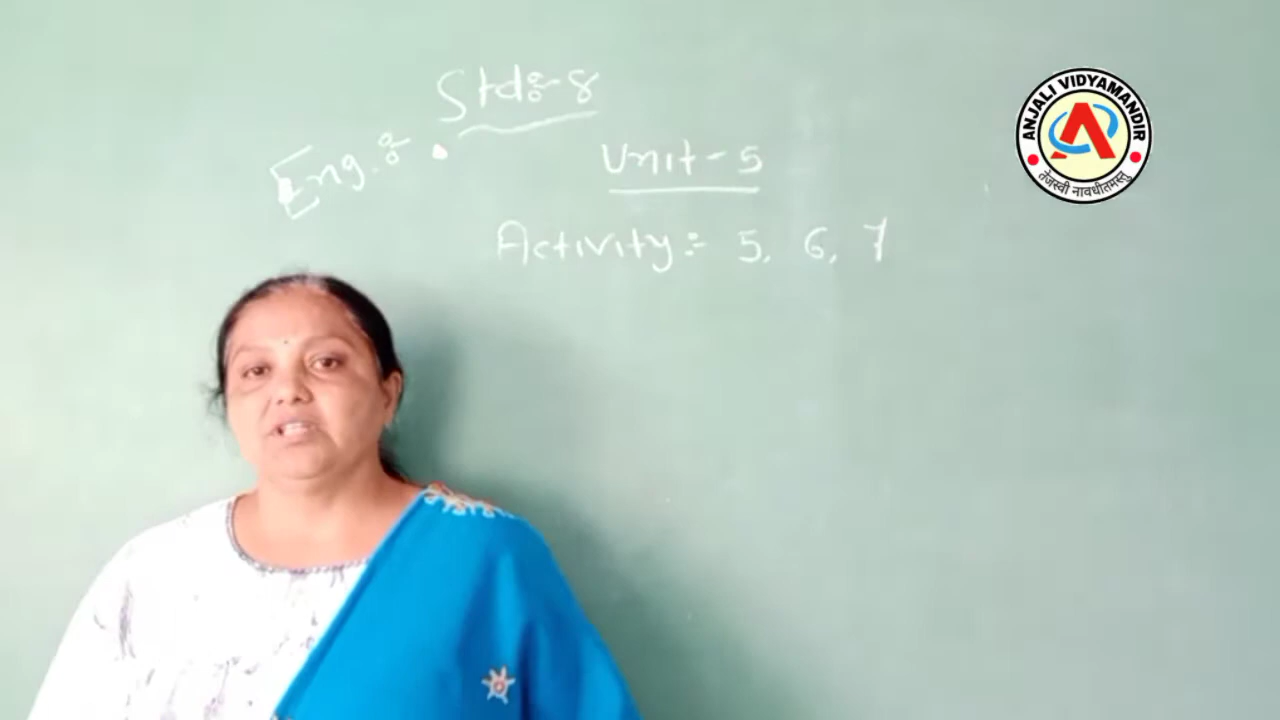 Std:- 8
Eng.:
Unit - 5
Activity:- 5, 6, 7
ANJALI VIDYAMANDIR
A
तेजस्वी नावधीतमस्तु